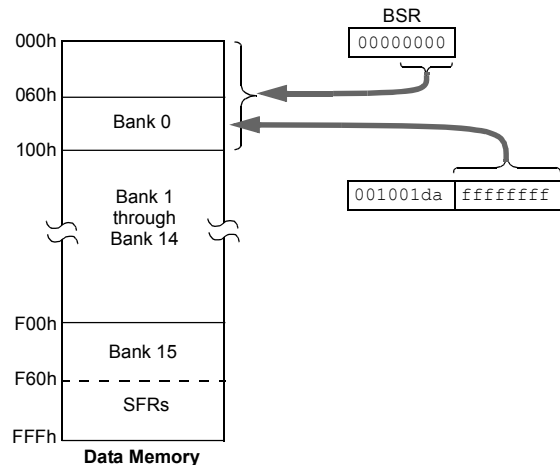 BSR
000h
00000000
060h
Bank 0
100h
001001da ffffffff
Bank 1
through
Bank 14
F00h
Bank 15
F60h
SFRs
FFFh
Data Memory